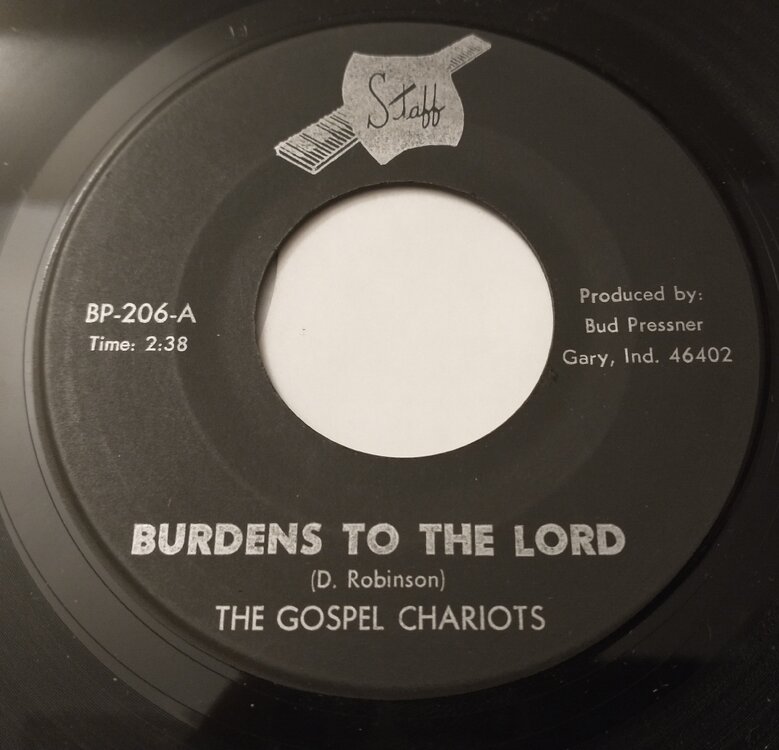 Staff
BP-206-A
Time: 2:38
Produced by:
Bud Pressner
Gary, Ind. 46402
BURDENS TO THE LORD
(D. Robinson)
THE GOSPEL CHARIOTS